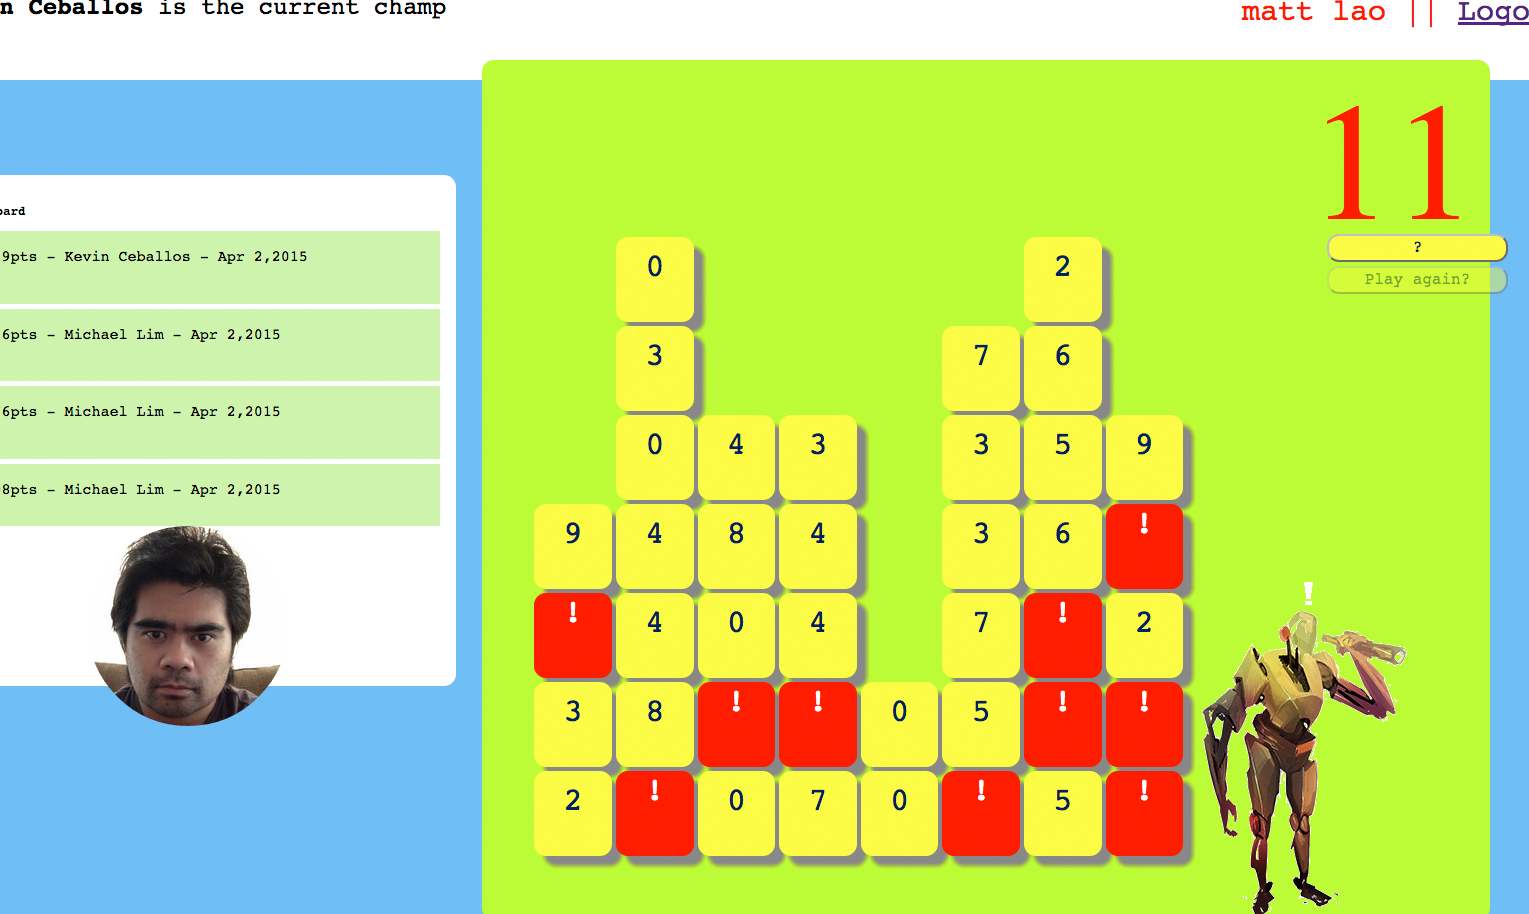 n Ceballos is the current champ
matt lao || Logo
11
?
Play again?
oard
9pts - Kevin Ceballos - Apr 2,2015
6pts - Michael Lim - Apr 2,2015
6pts - Michael Lim - Apr 2,2015
8pts - Michael Lim - Apr 2,2015
0 2
3 7 6
0 4 3 3 5 9
9 4 8 4 3 6 !
! 4 0 4 7 ! 2
3 8 ! ! 0 5 ! !
2 ! 0 7 0 ! 5 !
!